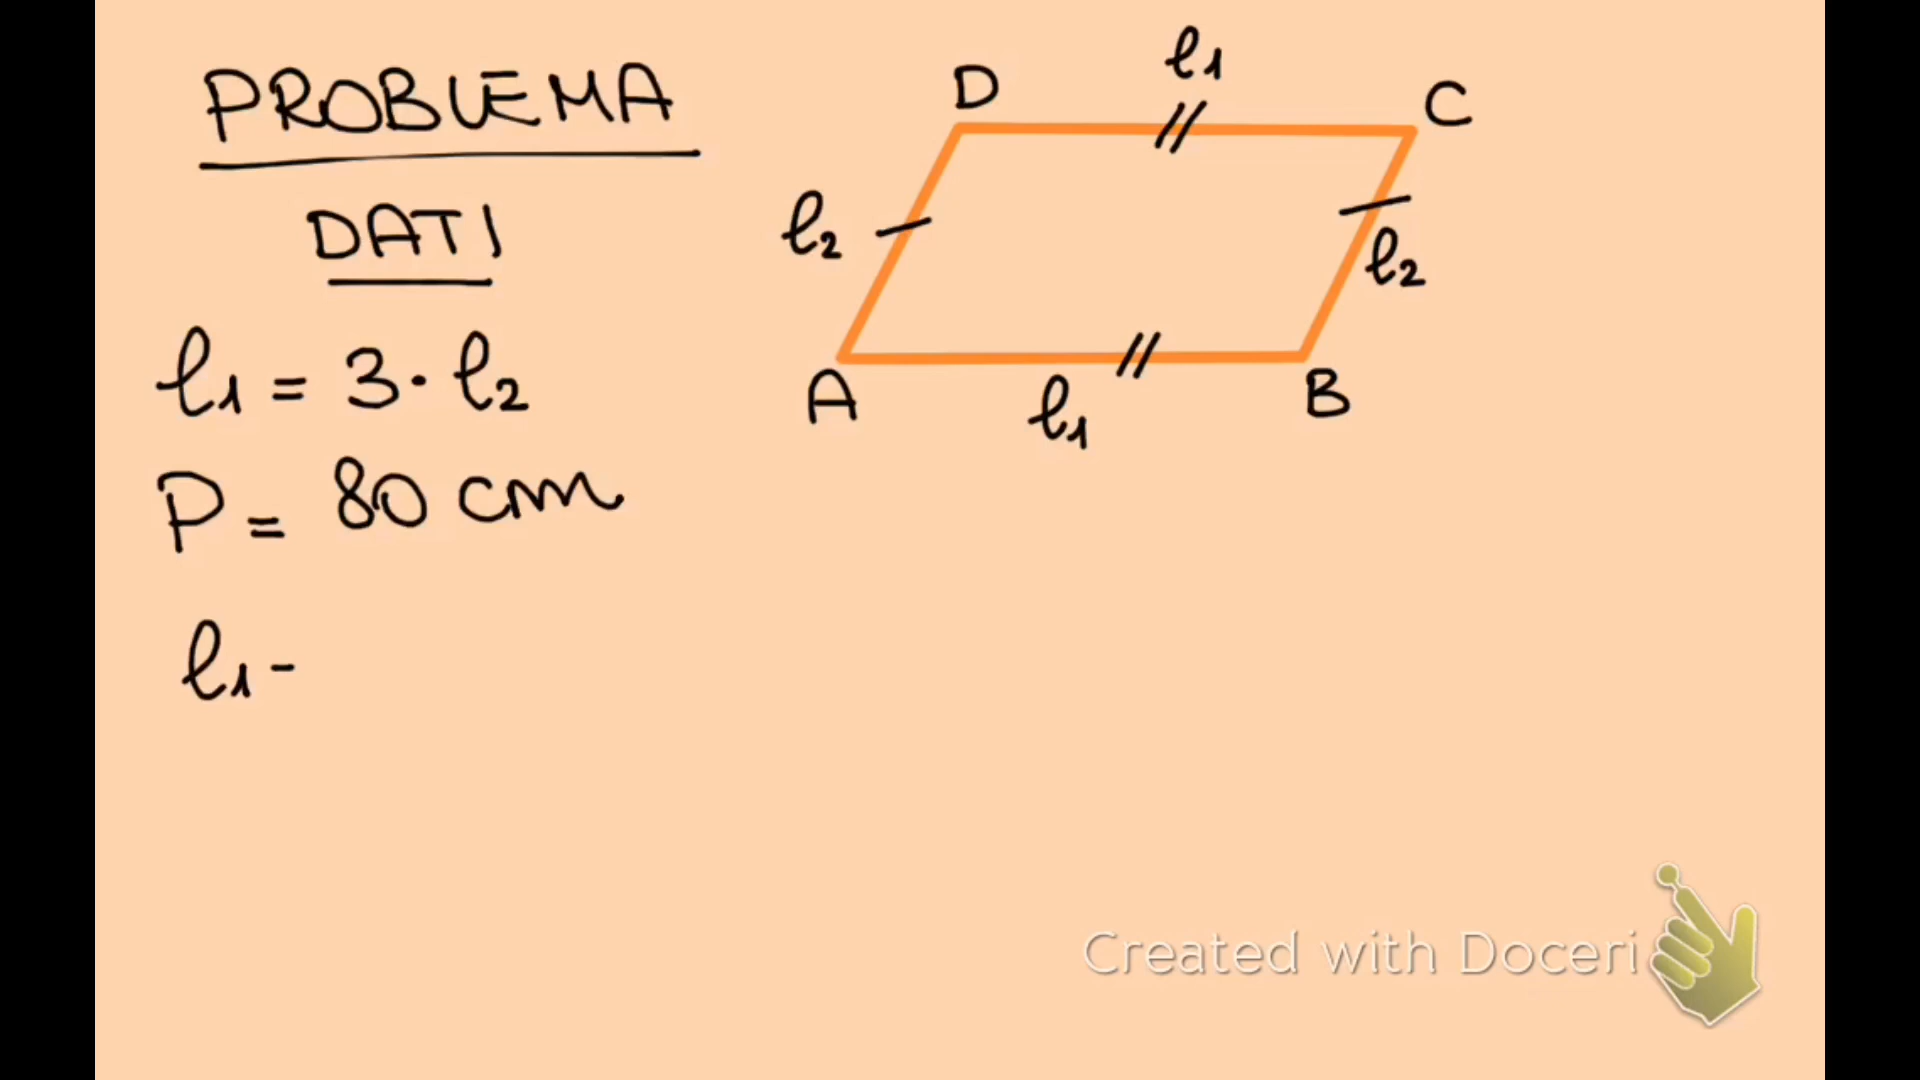 PROBLEMA
DATI
l1 = 3 · l2
P = 80 cm
l1 -
D
l1
C
l2
l2
A
l1
B
Created with Doceri